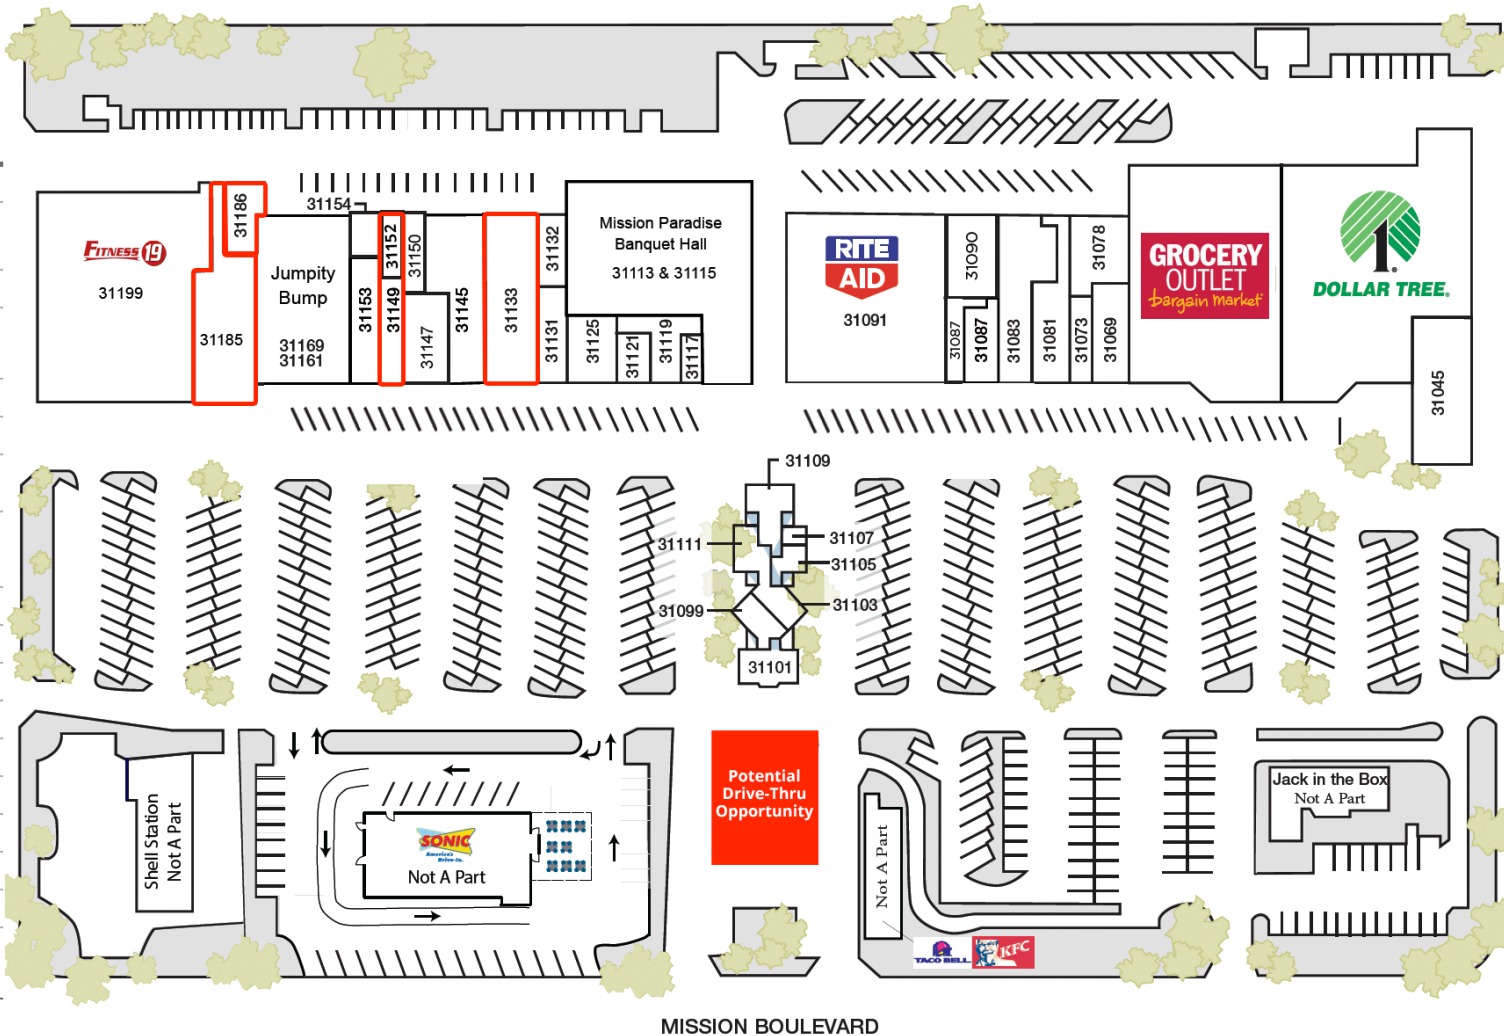 31154
31186
31152
31150
31132
Mission Paradise
Banquet Hall
31113 & 31115
FITNESS 19
31199
31185
Jumpity
Bump
31169
31161
31153
31149
31147
31145
31133
31131
31125
31121
31119
31117
RITE
AID
31091
31090
31087
31087
31083
31081
31078
31073
31069
GROCERY
OUTLET
bargain market
1
DOLLAR TREE.
31045
31109
31111
31107
31105
31099
31103
31101
Shell Station
Not A Part
SONIC
America's
Drive-In.
Not A Part
Potential
Drive-Thru
Opportunity
Not A Part
TACO BELL
KFC
Jack in the Box
Not A Part
MISSION BOULEVARD